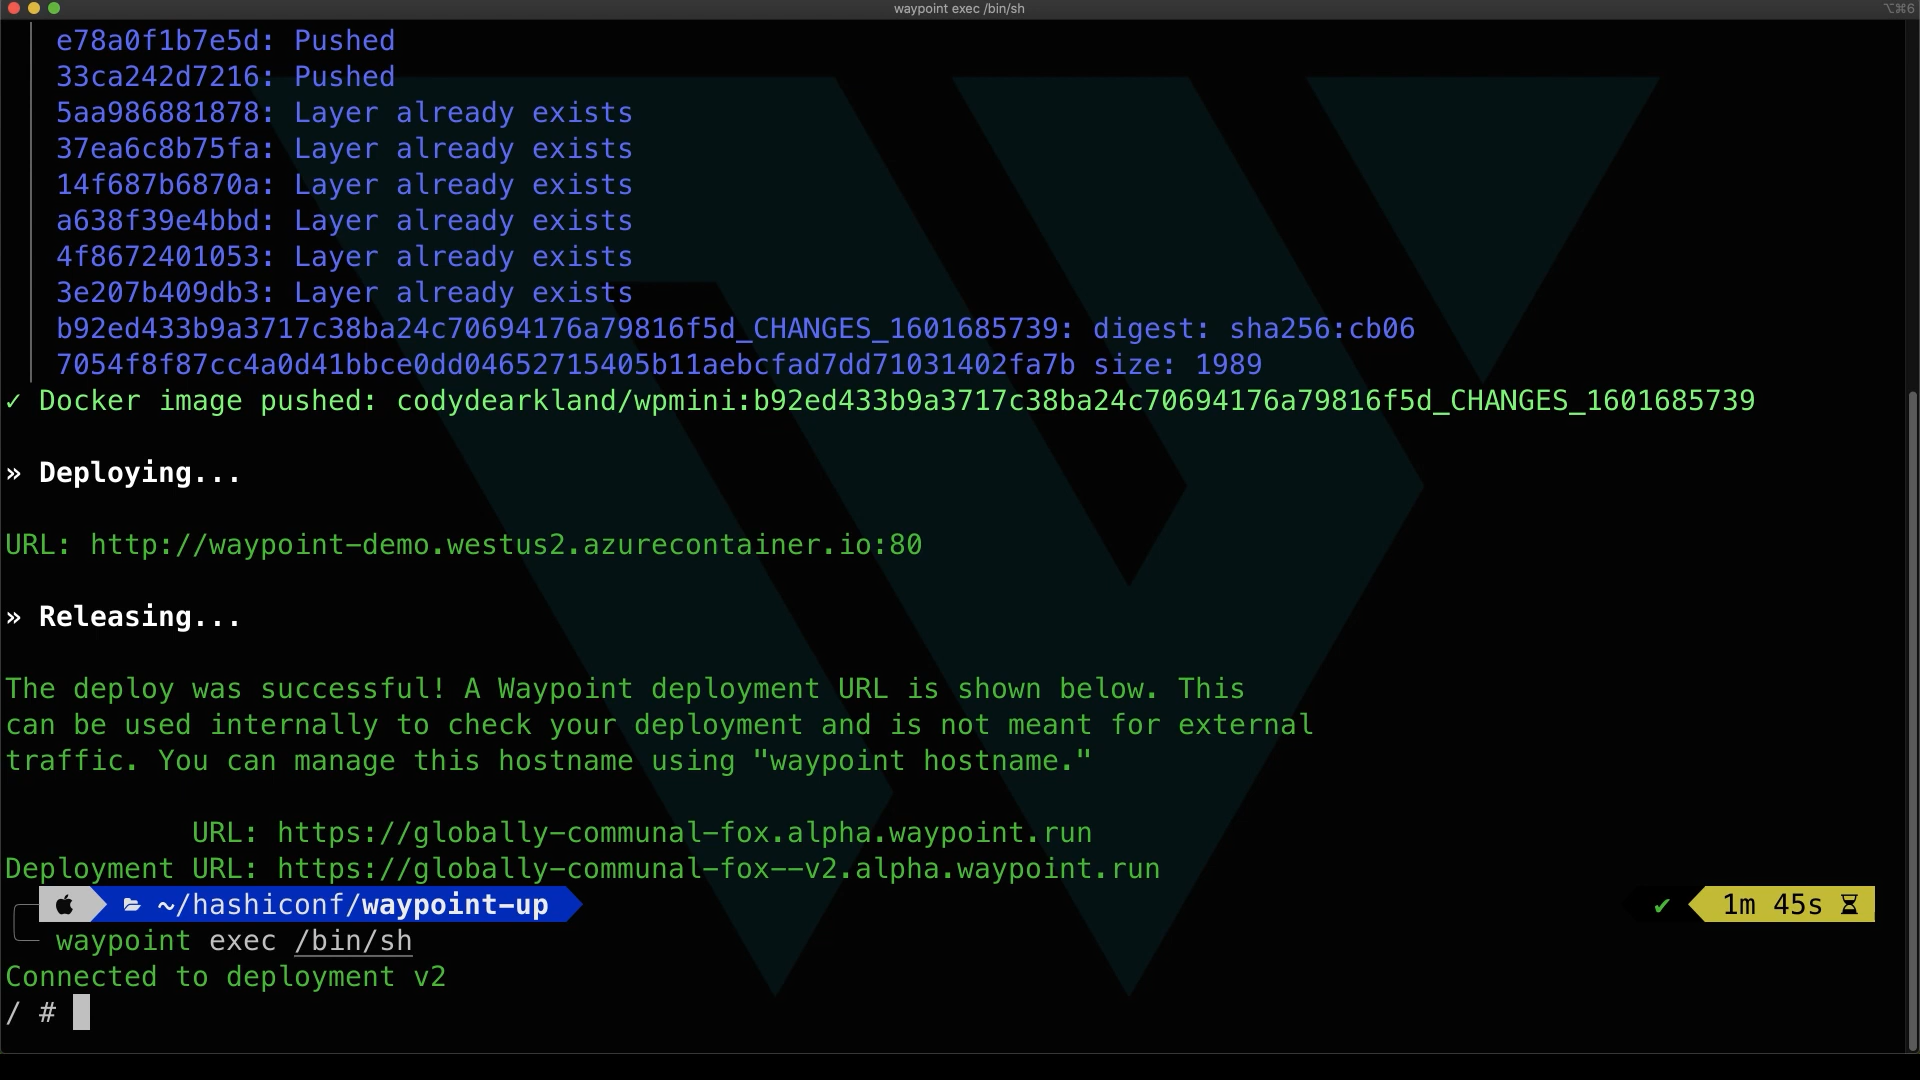 waypoint exec /bin/sh
⌥⌘6
e78a0f1b7e5d: Pushed
33ca242d7216: Pushed
5aa986881878: Layer already exists
37ea6c8b75fa: Layer already exists
14f687b6870a: Layer already exists
a638f39e4bbd: Layer already exists
4f8672401053: Layer already exists
3e207b409db3: Layer already exists
b92ed433b9a3717c38ba24c70694176a79816f5d_CHANGES_1601685739: digest: sha256:cb06
7054f8f87cc4a0d41bbce0dd04652715405b11aebcfad7dd71031402fa7b size: 1989
✓ Docker image pushed: codydearkland/wpmini:b92ed433b9a3717c38ba24c70694176a79816f5d_CHANGES_1601685739
» Deploying...
URL: http://waypoint-demo.westus2.azurecontainer.io:80
» Releasing...
The deploy was successful! A Waypoint deployment URL is shown below. This
can be used internally to check your deployment and is not meant for external
traffic. You can manage this hostname using "waypoint hostname."
URL: https://globally-communal-fox.alpha.waypoint.run
Deployment URL: https://globally-communal-fox--v2.alpha.waypoint.run
~/hashiconf/waypoint-up ✔ 1m 45s
waypoint exec /bin/sh
Connected to deployment v2
/ #